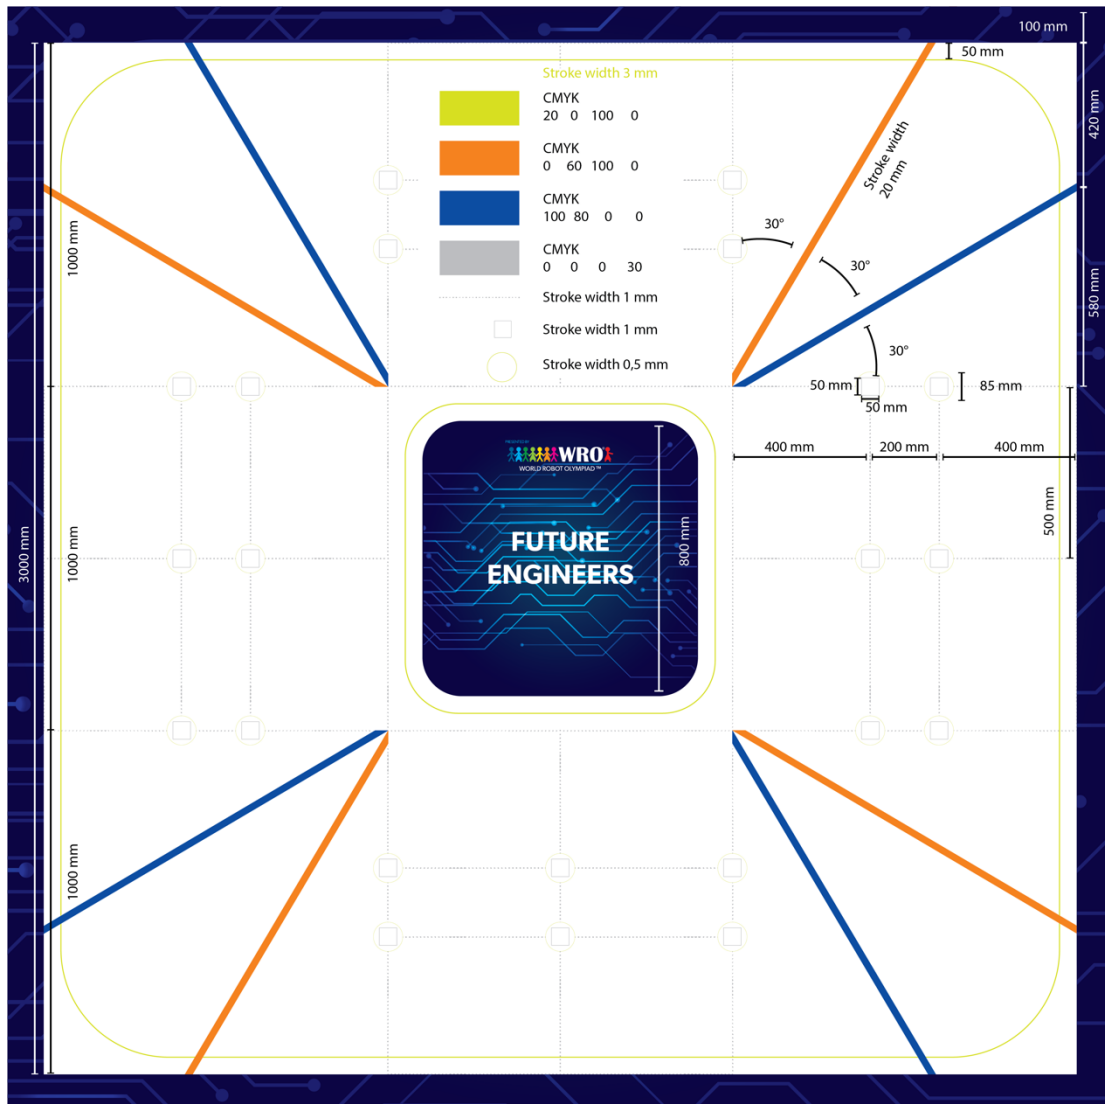 100 mm
50 mm
Stroke width 3 mm
CMYK
20 0 100 0
420 mm
CMYK
0 60 100 0
Stroke width
20 mm
CMYK
100 80 0 0
30°
1000 mm
CMYK
0 0 0 30
30°
Stroke width 1 mm
580 mm
Stroke width 1 mm
30°
Stroke width 0,5 mm
50 mm
85 mm
50 mm
PRESENTED BY
WRO
WORLD ROBOT OLYMPIAD ™
400 mm
200 mm
400 mm
500 mm
3000 mm
1000 mm
FUTURE
ENGINEERS
800 mm
1000 mm